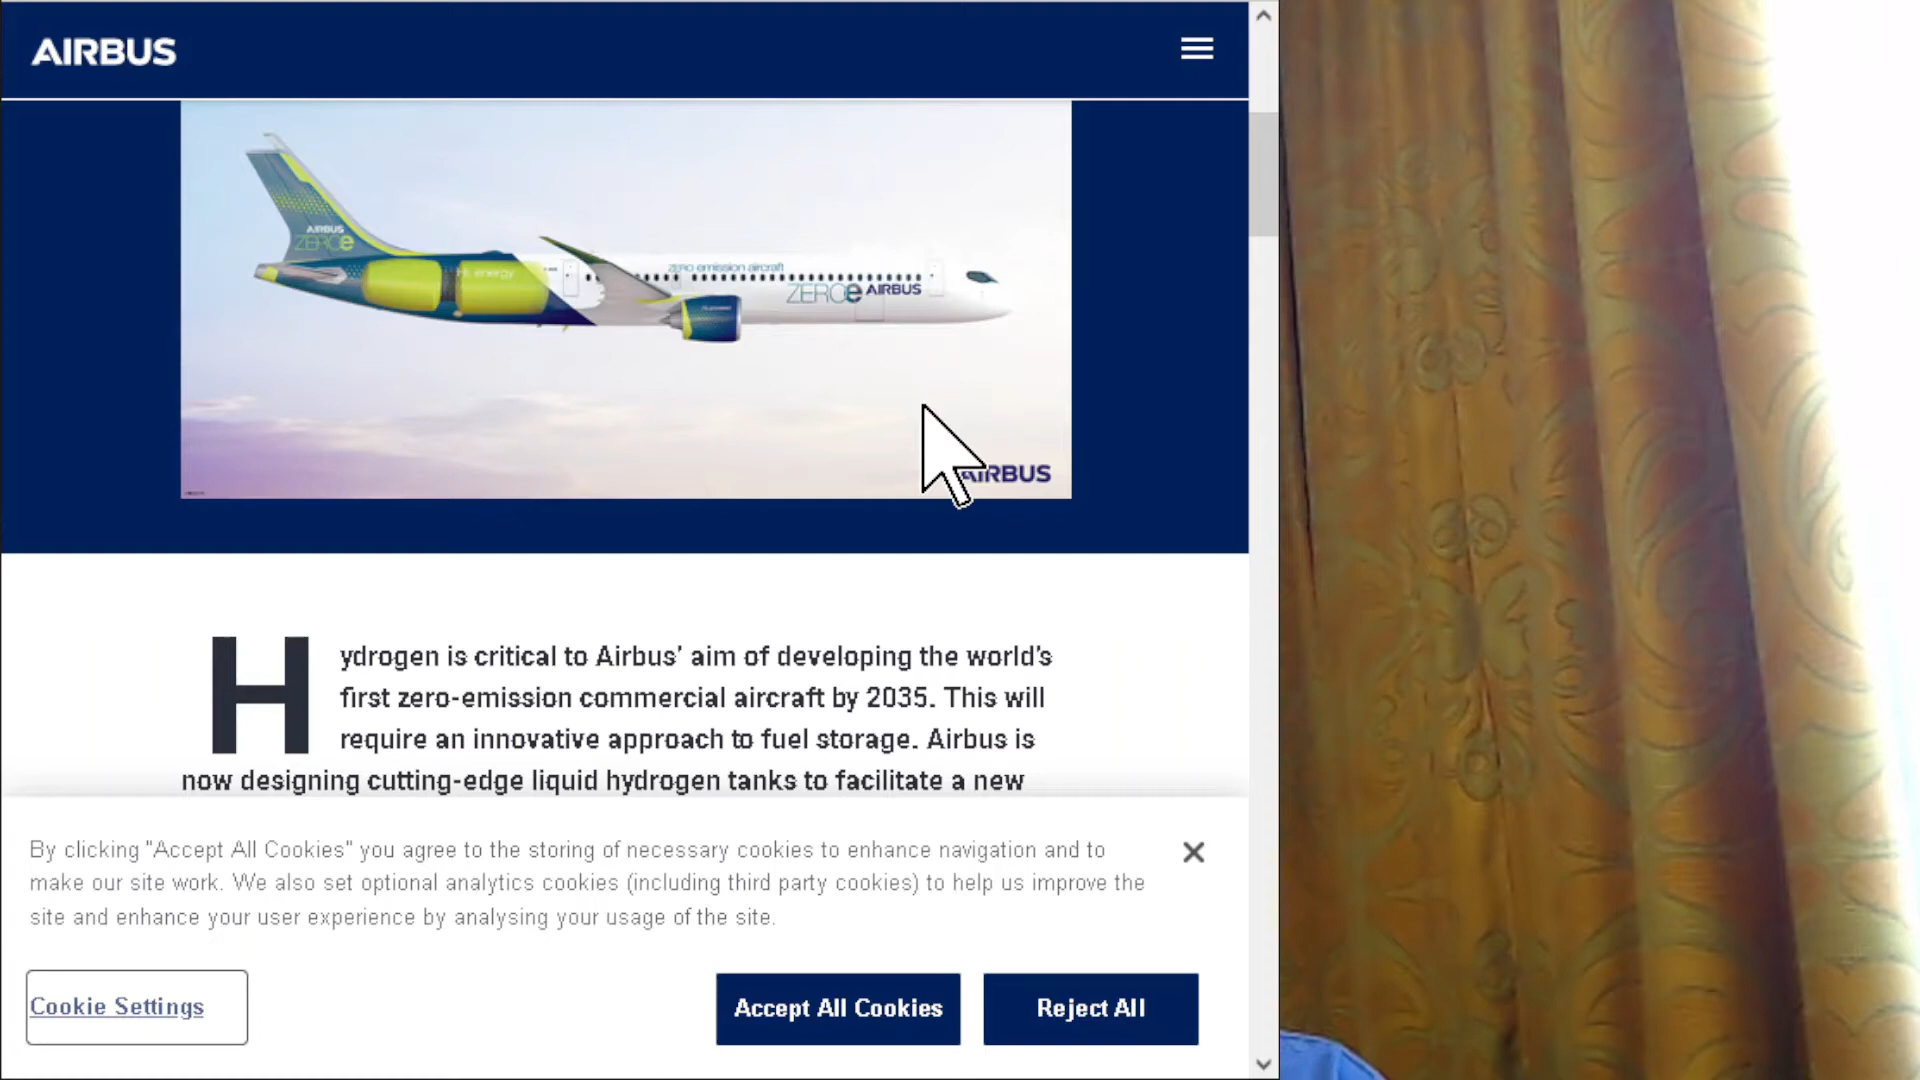 AIRBUS
AIRBUS
ZEROe
H2 energy
ZERO emission aircraft
ZEROe AIRBUS
AIRBUS
Hydrogen is critical to Airbus’ aim of developing the world’s
first zero-emission commercial aircraft by 2035. This will
require an innovative approach to fuel storage. Airbus is
now designing cutting-edge liquid hydrogen tanks to facilitate a new
By clicking "Accept All Cookies" you agree to the storing of necessary cookies to enhance navigation and to
make our site work. We also set optional analytics cookies (including third party cookies) to help us improve the
site and enhance your user experience by analysing your usage of the site.
Cookie Settings
Accept All Cookies
Reject All